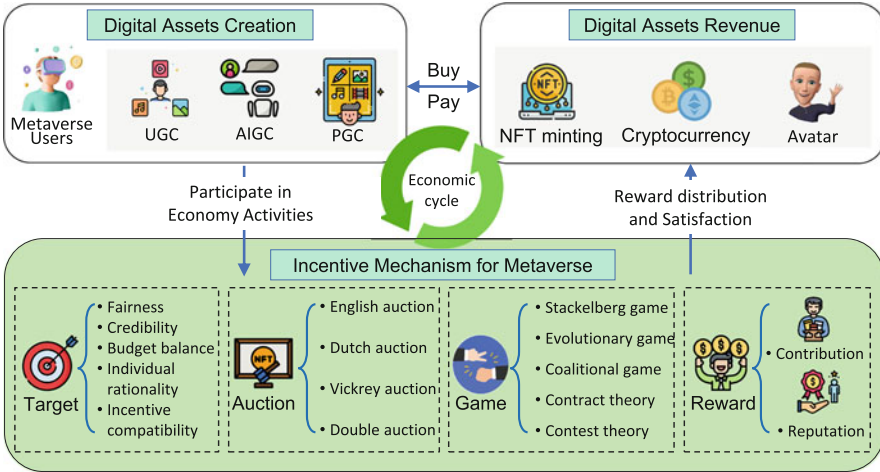 Digital Assets Creation
Metaverse
Users
UGC
AIGC
PGC
Buy
Pay
Digital Assets Revenue
NFT
NFT minting
Cryptocurrency
Avatar
Participate in
Economy Activities
Economic
cycle
Reward distribution
and Satisfaction
Incentive Mechanism for Metaverse
Target
• Fairness
• Credibility
• Budget balance
• Individual
rationality
• Incentive
compatibility
NFT
Auction
• English auction
• Dutch auction
• Vickrey auction
• Double auction
Game
• Stackelberg game
• Evolutionary game
• Coalitional game
• Contract theory
• Contest theory
Reward
• Contribution
• Reputation